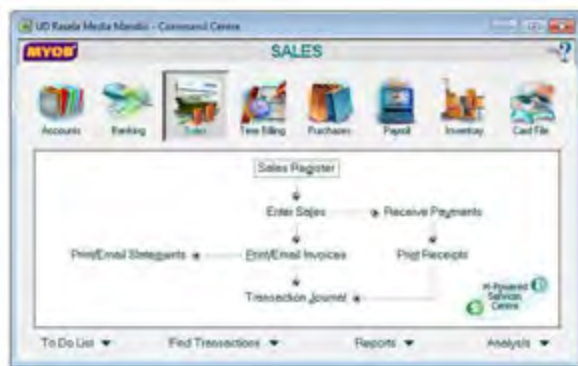 UD Rasela Media Mandiri - Command Centre
MYOB SALES
Accounts Banking Sales Time Billing Purchases Payroll Inventory Card File
Sales Register
Enter Sales Receive Payments
Print/Email Statements Print/Email Invoices Print Receipts
Transaction Journal
M-Powered
Services
Centre
To Do List Find Transactions Reports Analysis